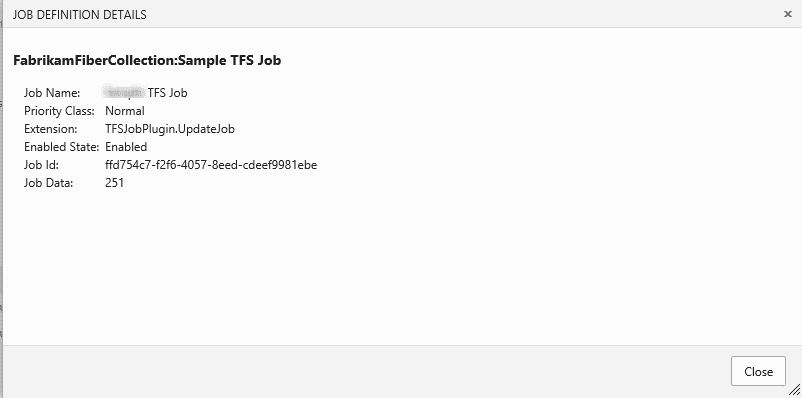 JOB DEFINITION DETAILS
FabrikamFiberCollection:Sample TFS Job
Job Name: TFS Job
Priority Class: Normal
Extension: TFSJobPlugin.UpdateJob
Enabled State: Enabled
Job Id: ffd754c7-f2f6-4057-8eed-cdeef9981ebe
Job Data: 251
Close